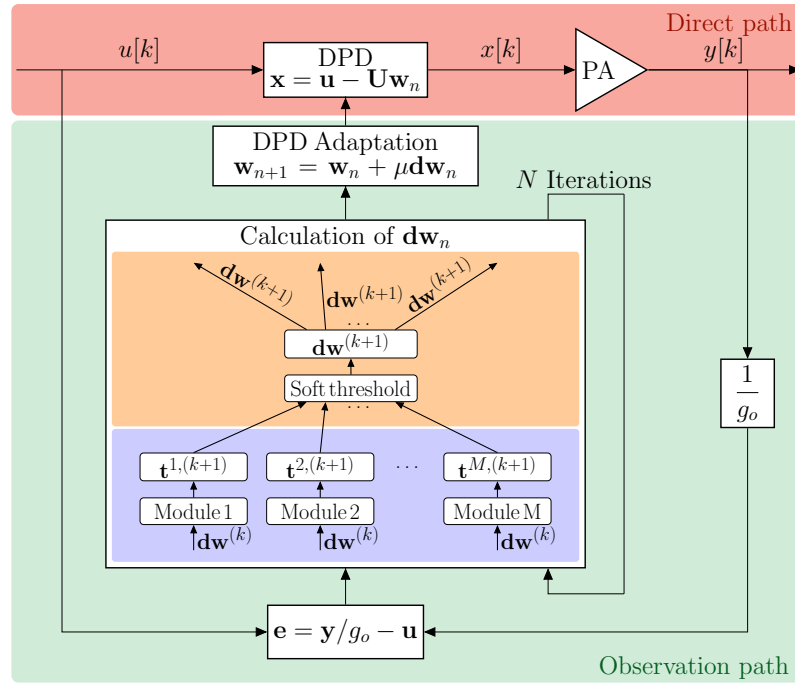 Direct path
u[k]
DPD
x = u − Uw_n
x[k]
PA
y[k]
DPD Adaptation
w_{n+1} = w_n + μdw_n
N Iterations
Calculation of dw_n
dw^{(k+1)}
dw^{(k+1)}
dw^{(k+1)}
...
dw^{(k+1)}
Soft threshold
...
1/g_o
t^{1,(k+1)} t^{2,(k+1)} ... t^{M,(k+1)}
Module 1 Module 2 Module M
dw^{(k)} dw^{(k)} dw^{(k)}
e = y/g_o − u
Observation path